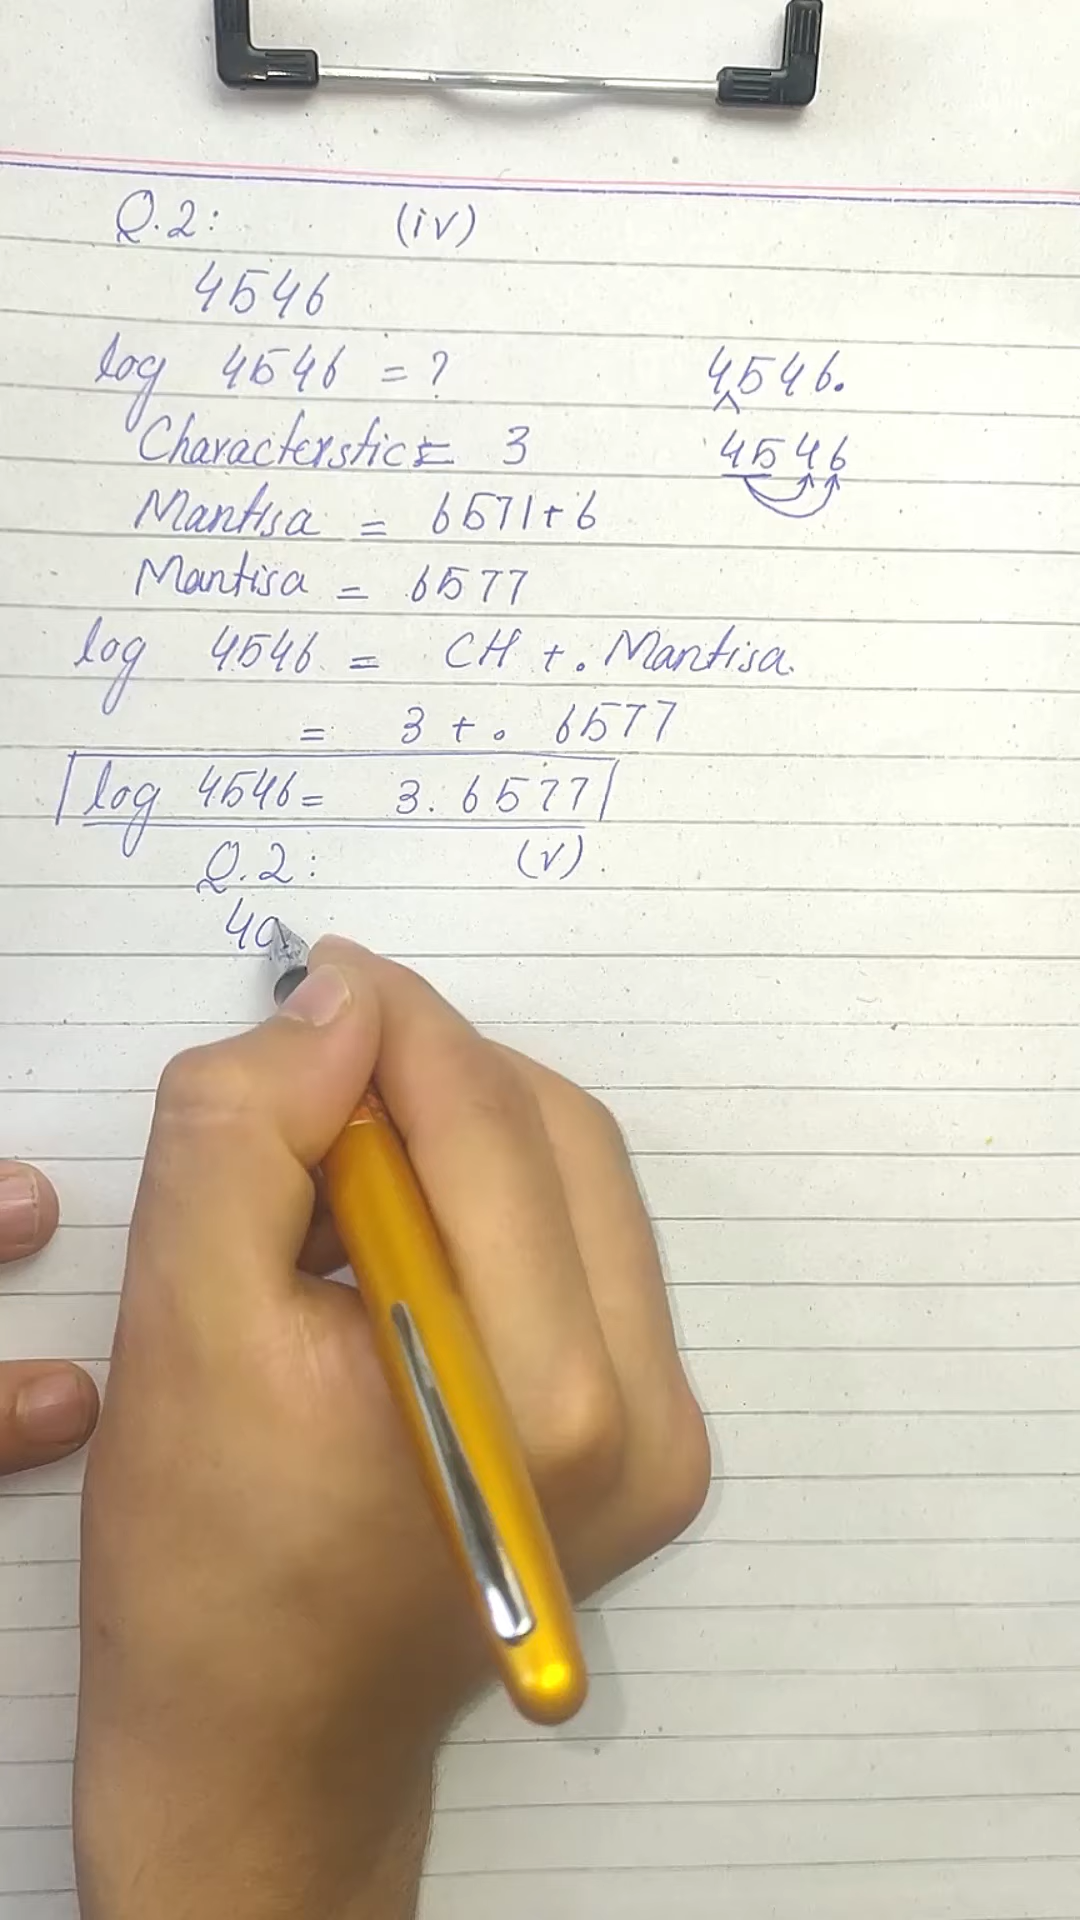 Q.2: (iv)
4546
log 4546 = ?
4546.
Characterstic = 3
4546
Mantisa = 6571+6
Mantisa = 6577
log 4546 = CH + . Mantisa.
= 3 + . 6577
log 4546 = 3.6577
Q.2: (v).
40